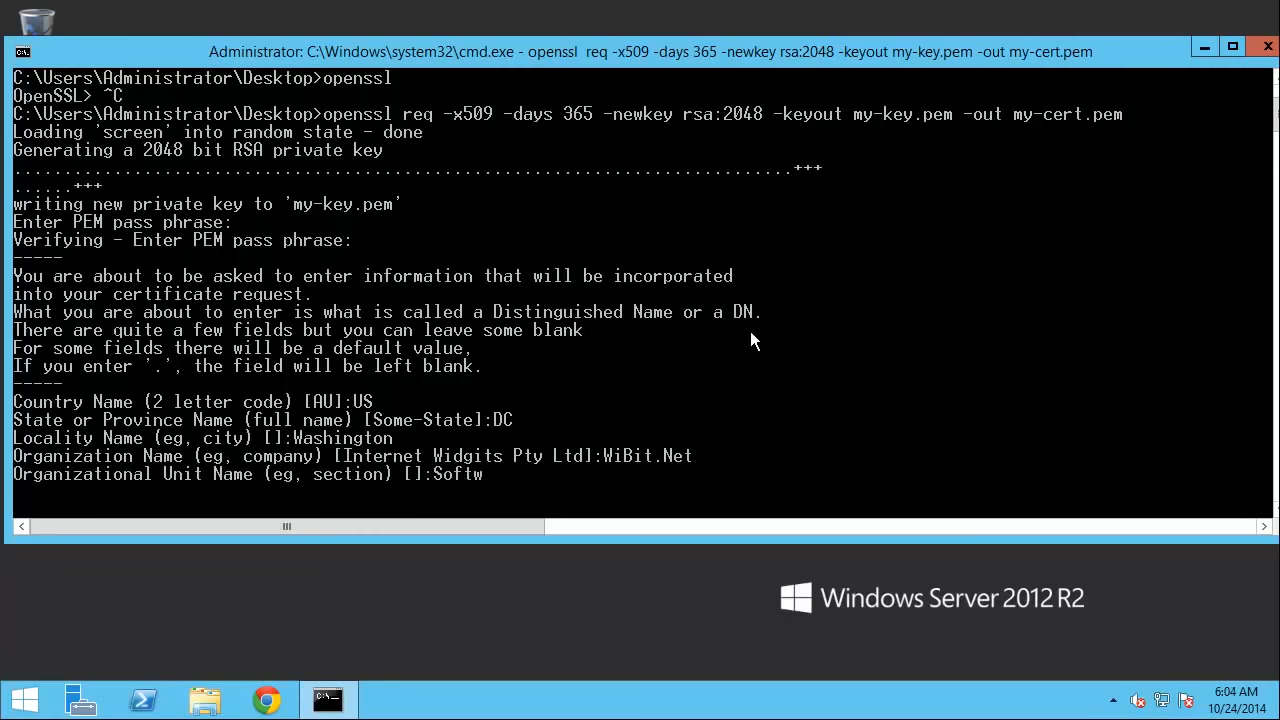 Administrator: C:\Windows\system32\cmd.exe - openssl  req -x509 -days 365 -newkey rsa:2048 -keyout my-key.pem -out my-cert.pem
C:\Users\Administrator\Desktop>openssl
OpenSSL> ^C
C:\Users\Administrator\Desktop>openssl req -x509 -days 365 -newkey rsa:2048 -keyout my-key.pem -out my-cert.pem
Loading 'screen' into random state - done
Generating a 2048 bit RSA private key
..............................................................................+++
......+++
writing new private key to 'my-key.pem'
Enter PEM pass phrase:
Verifying - Enter PEM pass phrase:
-----
You are about to be asked to enter information that will be incorporated
into your certificate request.
What you are about to enter is what is called a Distinguished Name or a DN.
There are quite a few fields but you can leave some blank
For some fields there will be a default value,
If you enter '.', the field will be left blank.
-----
Country Name (2 letter code) [AU]:US
State or Province Name (full name) [Some-State]:DC
Locality Name (eg, city) []:Washington
Organization Name (eg, company) [Internet Widgits Pty Ltd]:WiBit.Net
Organizational Unit Name (eg, section) []:Softw
Windows Server 2012 R2
6:04 AM
10/24/2014